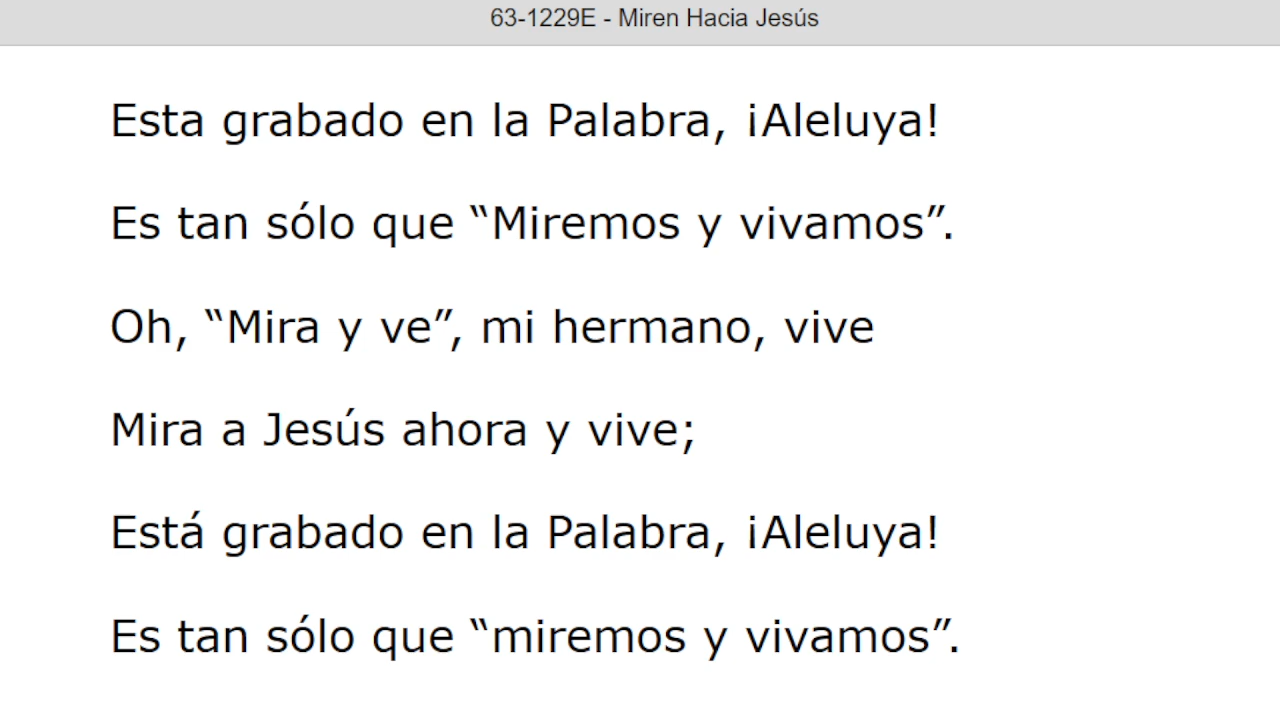 63-1229E - Miren Hacia Jesús
Esta grabado en la Palabra, ¡Aleluya!
Es tan sólo que “Miremos y vivamos”.
Oh, “Mira y ve”, mi hermano, vive
Mira a Jesús ahora y vive;
Está grabado en la Palabra, ¡Aleluya!
Es tan sólo que “miremos y vivamos”.